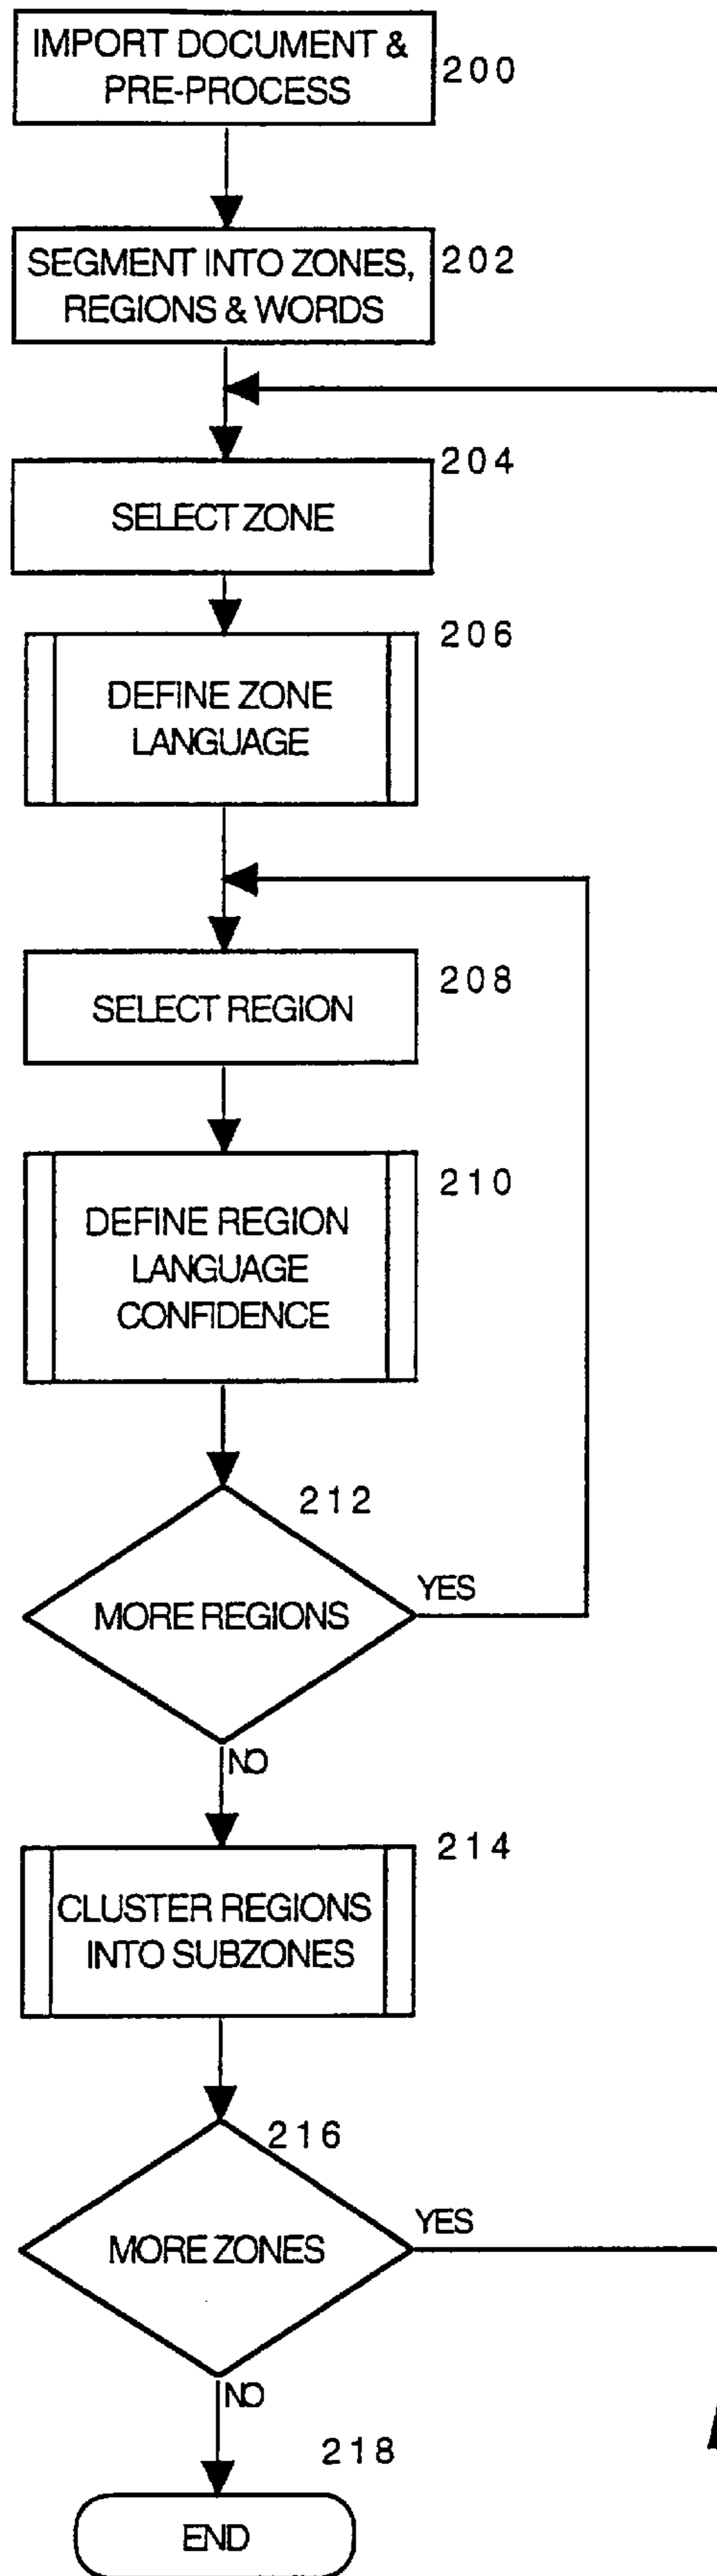 IMPORT DOCUMENT &
PRE-PROCESS
200
SEGMENT INTO ZONES,
REGIONS & WORDS
202
204
SELECT ZONE
206
DEFINE ZONE
LANGUAGE
208
SELECT REGION
210
DEFINE REGION
LANGUAGE
CONFIDENCE
212
MORE REGIONS
YES
NO
214
CLUSTER REGIONS
INTO SUBZONES
216
MORE ZONES
YES
NO
218
END